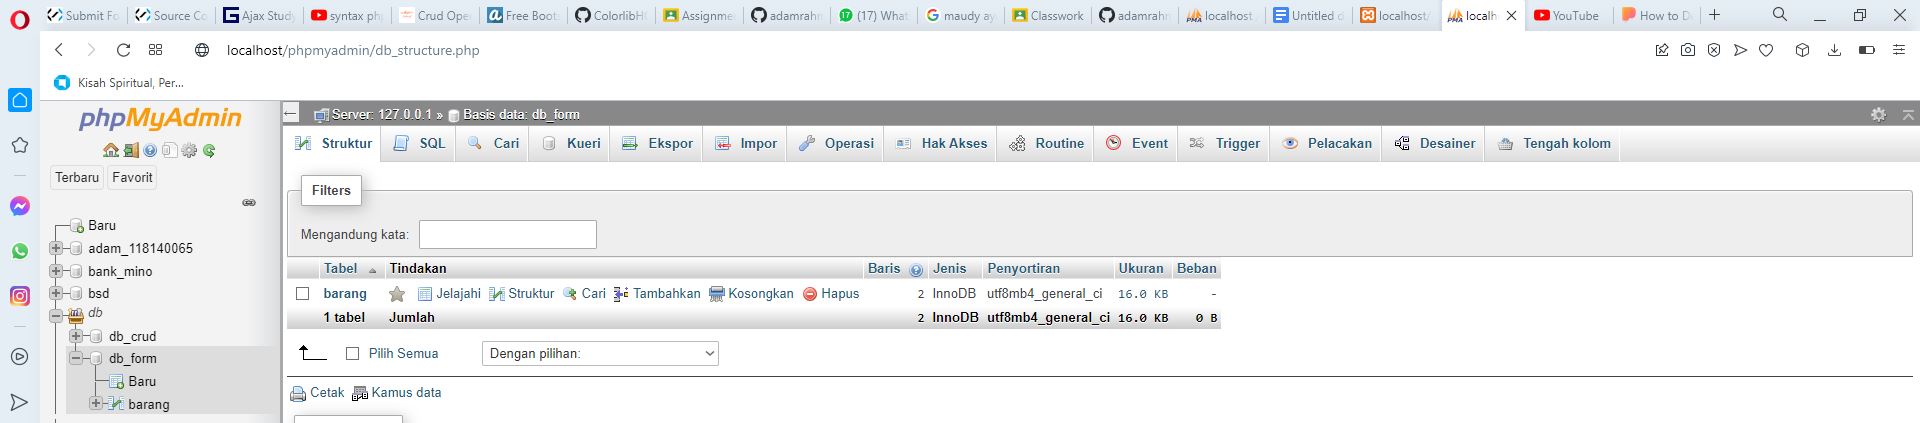 Submit Fo Source Co Ajax Study syntax ph Crud Ope Free Boot ColorlibH Assignme adamrahm (17) What maudy ay Classwork adamrahm localhost Untitled d localhost/ localh YouTube How to D
localhost/phpmyadmin/db_structure.php
Kisah Spiritual, Per...
phpMyAdmin
Terbaru Favorit
Baru
adam_118140065
bank_mino
bsd
db
db_crud
db_form
Baru
barang
Server: 127.0.0.1 » Basis data: db_form
Struktur SQL Cari Kueri Ekspor Impor Operasi Hak Akses Routine Event Trigger Pelacakan Desainer Tengah kolom
Filters
Mengandung kata:
Tabel Tindakan Baris Jenis Penyortiran Ukuran Beban
barang Jelajahi Struktur Cari Tambahkan Kosongkan Hapus 2 InnoDB utf8mb4_general_ci 16.0 KB -
1 tabel Jumlah 2 InnoDB utf8mb4_general_ci 16.0 KB 0 B
Pilih Semua Dengan pilihan:
Cetak Kamus data